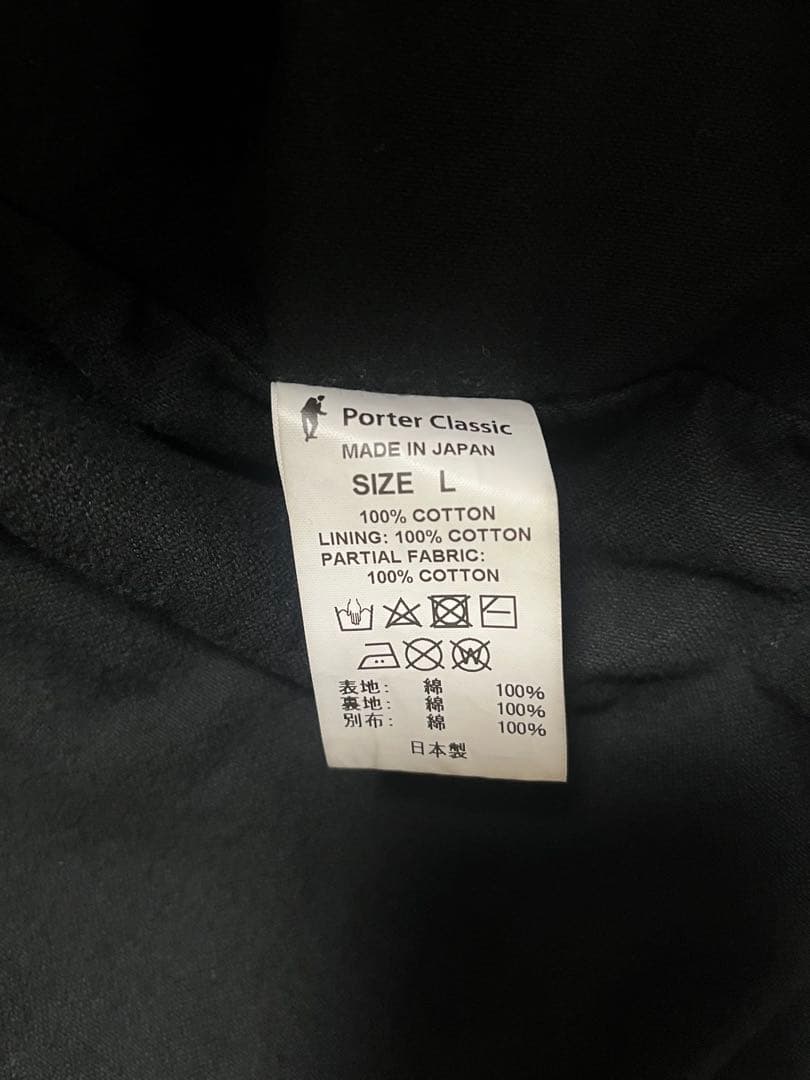 Porter Classic
MADE IN JAPAN
SIZE L
100% COTTON
LINING: 100% COTTON
PARTIAL FABRIC:
100% COTTON
表地: 綿 100%
裏地: 綿 100%
別布: 綿 100%
日本製